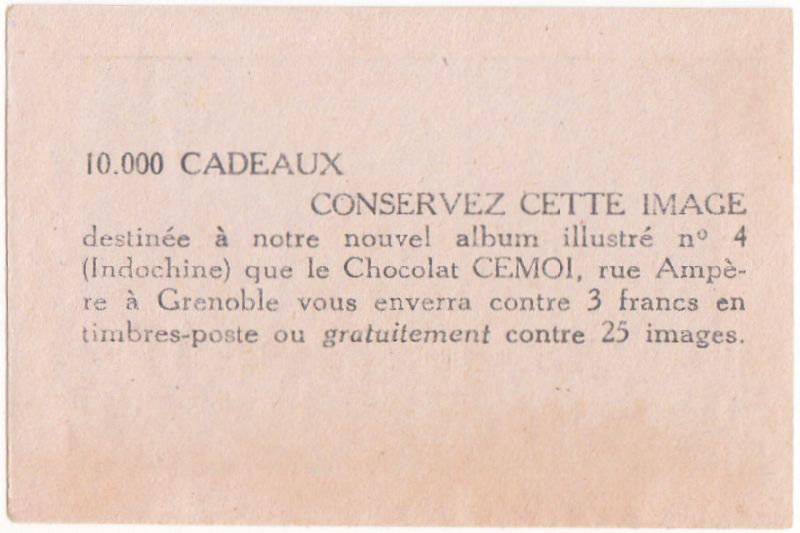 10.000 CADEAUX
CONSERVEZ CETTE IMAGE
destinée à notre nouvel album illustré nº 4
(Indochine) que le Chocolat CEMOI, rue Ampè-
re à Grenoble vous enverra contre 3 francs en
timbres-poste ou gratuitement contre 25 images.